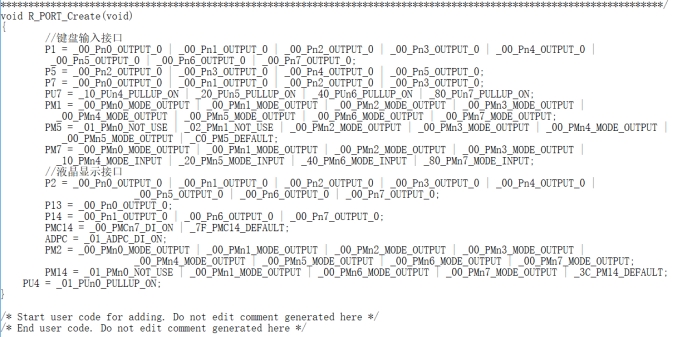 ***************************************************************************************************************/
void R_PORT_Create(void)
{
//键盘输入接口
P1 = _00_Pn0_OUTPUT_0 | _00_Pn1_OUTPUT_0 | _00_Pn2_OUTPUT_0 | _00_Pn3_OUTPUT_0 | _00_Pn4_OUTPUT_0 |
_00_Pn5_OUTPUT_0 | _00_Pn6_OUTPUT_0 | _00_Pn7_OUTPUT_0;
P5 = _00_Pn2_OUTPUT_0 | _00_Pn3_OUTPUT_0 | _00_Pn4_OUTPUT_0 | _00_Pn5_OUTPUT_0;
P7 = _00_Pn0_OUTPUT_0 | _00_Pn1_OUTPUT_0 | _00_Pn2_OUTPUT_0 | _00_Pn3_OUTPUT_0;
PU7 = _10_PUn4_PULLUP_ON | _20_PUn5_PULLUP_ON | _40_PUn6_PULLUP_ON | _80_PUn7_PULLUP_ON;
PM1 = _00_PMn0_MODE_OUTPUT | _00_PMn1_MODE_OUTPUT | _00_PMn2_MODE_OUTPUT | _00_PMn3_MODE_OUTPUT |
_00_PMn4_MODE_OUTPUT | _00_PMn5_MODE_OUTPUT | _00_PMn6_MODE_OUTPUT | _00_PMn7_MODE_OUTPUT;
PM5 = _01_PMn0_NOT_USE | _02_PMn1_NOT_USE | _00_PMn2_MODE_OUTPUT | _00_PMn3_MODE_OUTPUT | _00_PMn4_MODE_OUTPUT |
_00_PMn5_MODE_OUTPUT | _C0_PM5_DEFAULT;
PM7 = _00_PMn0_MODE_OUTPUT | _00_PMn1_MODE_OUTPUT | _00_PMn2_MODE_OUTPUT | _00_PMn3_MODE_OUTPUT |
_10_PMn4_MODE_INPUT | _20_PMn5_MODE_INPUT | _40_PMn6_MODE_INPUT | _80_PMn7_MODE_INPUT;
//液晶显示接口
P2 = _00_Pn0_OUTPUT_0 | _00_Pn1_OUTPUT_0 | _00_Pn2_OUTPUT_0 | _00_Pn3_OUTPUT_0 | _00_Pn4_OUTPUT_0 |
_00_Pn5_OUTPUT_0 | _00_Pn6_OUTPUT_0 | _00_Pn7_OUTPUT_0;
P13 = _00_Pn0_OUTPUT_0;
P14 = _00_Pn1_OUTPUT_0 | _00_Pn6_OUTPUT_0 | _00_Pn7_OUTPUT_0;
PMC14 = _00_PMCn7_DI_ON | _7F_PMC14_DEFAULT;
ADPC = _01_ADPC_DI_ON;
PM2 = _00_PMn0_MODE_OUTPUT | _00_PMn1_MODE_OUTPUT | _00_PMn2_MODE_OUTPUT | _00_PMn3_MODE_OUTPUT |
_00_PMn4_MODE_OUTPUT | _00_PMn5_MODE_OUTPUT | _00_PMn6_MODE_OUTPUT | _00_PMn7_MODE_OUTPUT;
PM14 = _01_PMn0_NOT_USE | _00_PMn1_MODE_OUTPUT | _00_PMn6_MODE_OUTPUT | _00_PMn7_MODE_OUTPUT | _3C_PM14_DEFAULT;
PU4 = _01_PUn0_PULLUP_ON;
}
/* Start user code for adding. Do not edit comment generated here */
/* End user code. Do not edit comment generated here */